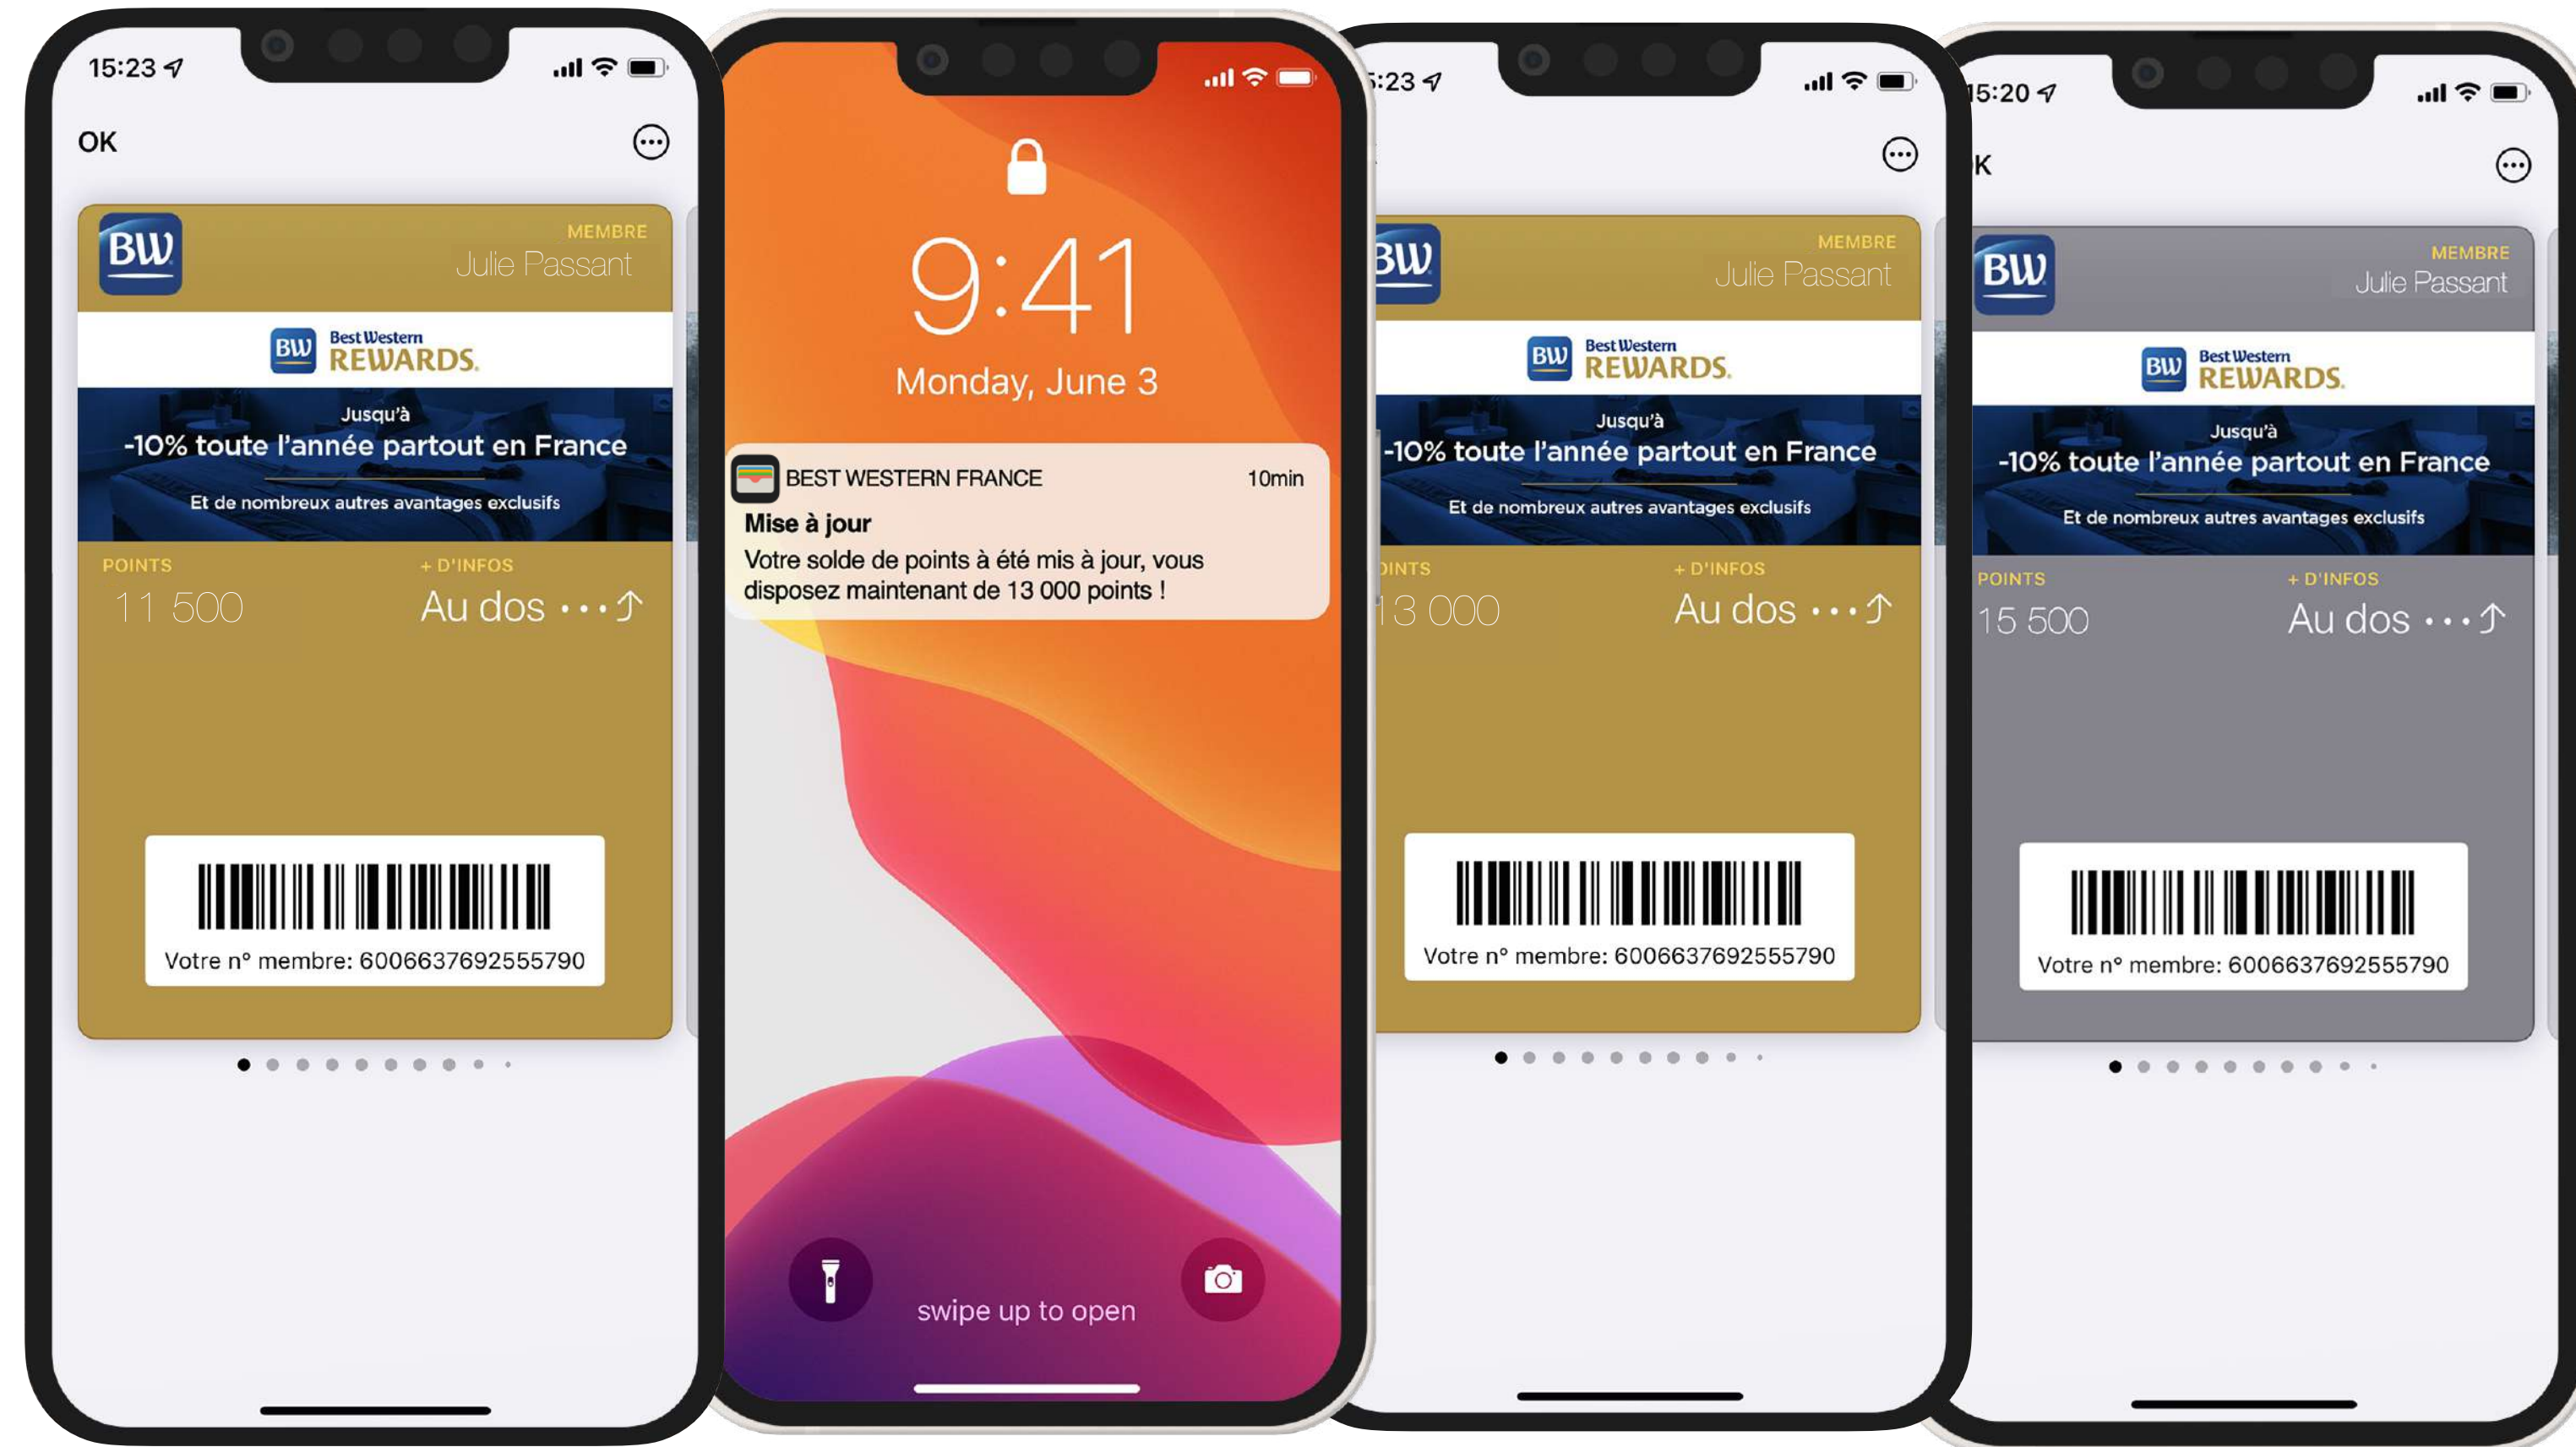 15:23
OK
BW
MEMBRE
Julie Passant
BW
Best Western
REWARDS.
Jusqu'à
-10% toute l'année partout en France
Et de nombreux autres avantages exclusifs
POINTS
11 500
+ D'INFOS
Au dos ···
Votre n° membre: 6006637692555790
9:41
Monday, June 3
BEST WESTERN FRANCE
10min
Mise à jour
Votre solde de points à été mis à jour, vous
disposez maintenant de 13 000 points !
swipe up to open
5:23
BW
MEMBRE
Julie Passant
BW
Best Western
REWARDS.
Jusqu'à
-10% toute l'année partout en France
Et de nombreux autres avantages exclusifs
OINTS
13 000
+ D'INFOS
Au dos ···
Votre n° membre: 6006637692555790
15:20
K
BW
MEMBRE
Julie Passant
BW
Best Western
REWARDS.
Jusqu'à
-10% toute l'année partout en France
Et de nombreux autres avantages exclusifs
POINTS
15 500
+ D'INFOS
Au dos ···
Votre n° membre: 6006637692555790